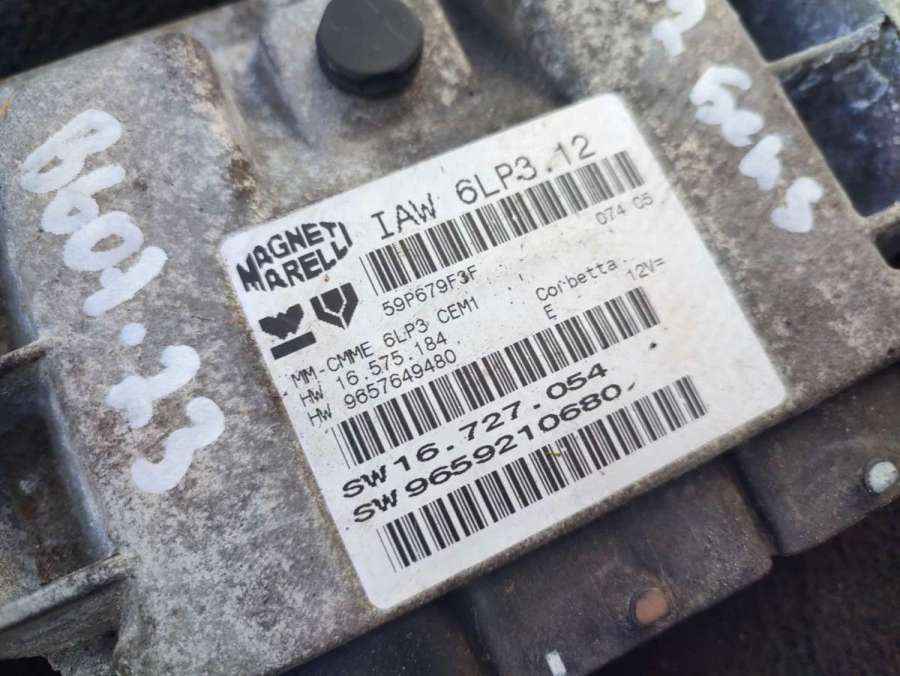 IAW 6LP3.12
MAGNETI
MARELLI
074 05
59P679F3F
MM-CMME 6LP3 CEM1
Corbetta
HW 16.575.184
E
12V=
HW 9657649480
SW 16.727.054
SW 9659210680